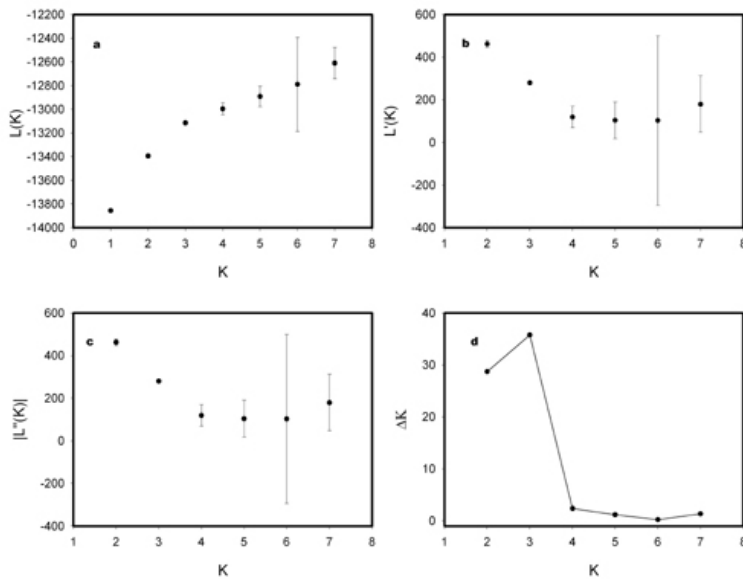 a
L(K)
-12200
-12400
-12600
-12800
-13000
-13200
-13400
-13600
-13800
-14000
0 1 2 3 4 5 6 7 8
K
b
L'(K)
600
400
200
0
-200
-400
1 2 3 4 5 6 7 8
K
c
|L"(K)|
600
400
200
0
-200
-400
1 2 3 4 5 6 7 8
K
d
ΔK
40
30
20
10
0
1 2 3 4 5 6 7 8
K